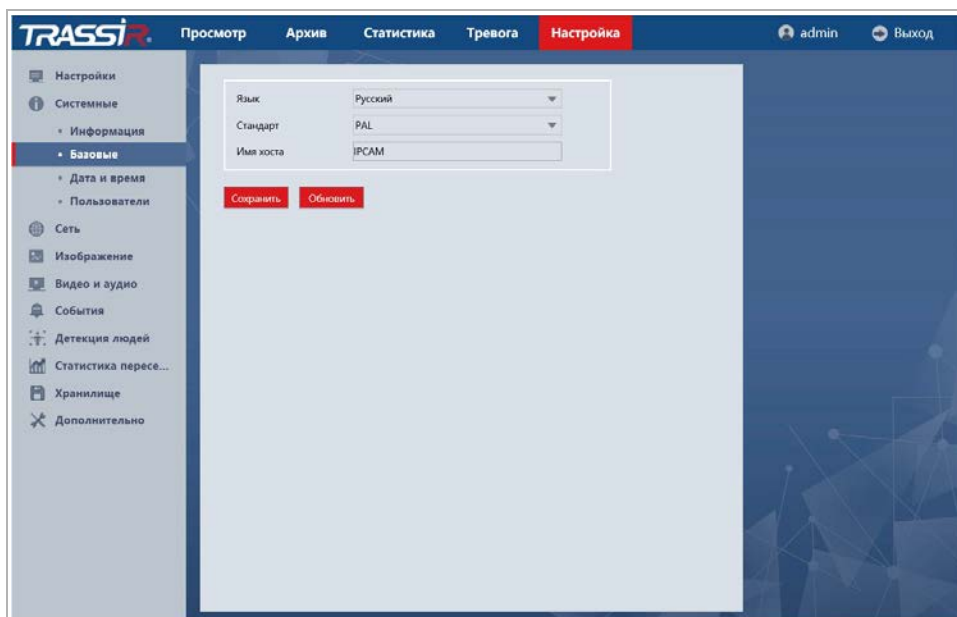 TRASSIR
Просмотр Архив Статистика Тревога Настройка admin Выход
Настройки
Системные
Информация
Базовые
Дата и время
Пользователи
Сеть
Изображение
Видео и аудио
События
Детекция людей
Статистика пересе...
Хранилище
Дополнительно
Язык Русский
Стандарт PAL
Имя хоста IPCAM
Сохранить Обновить